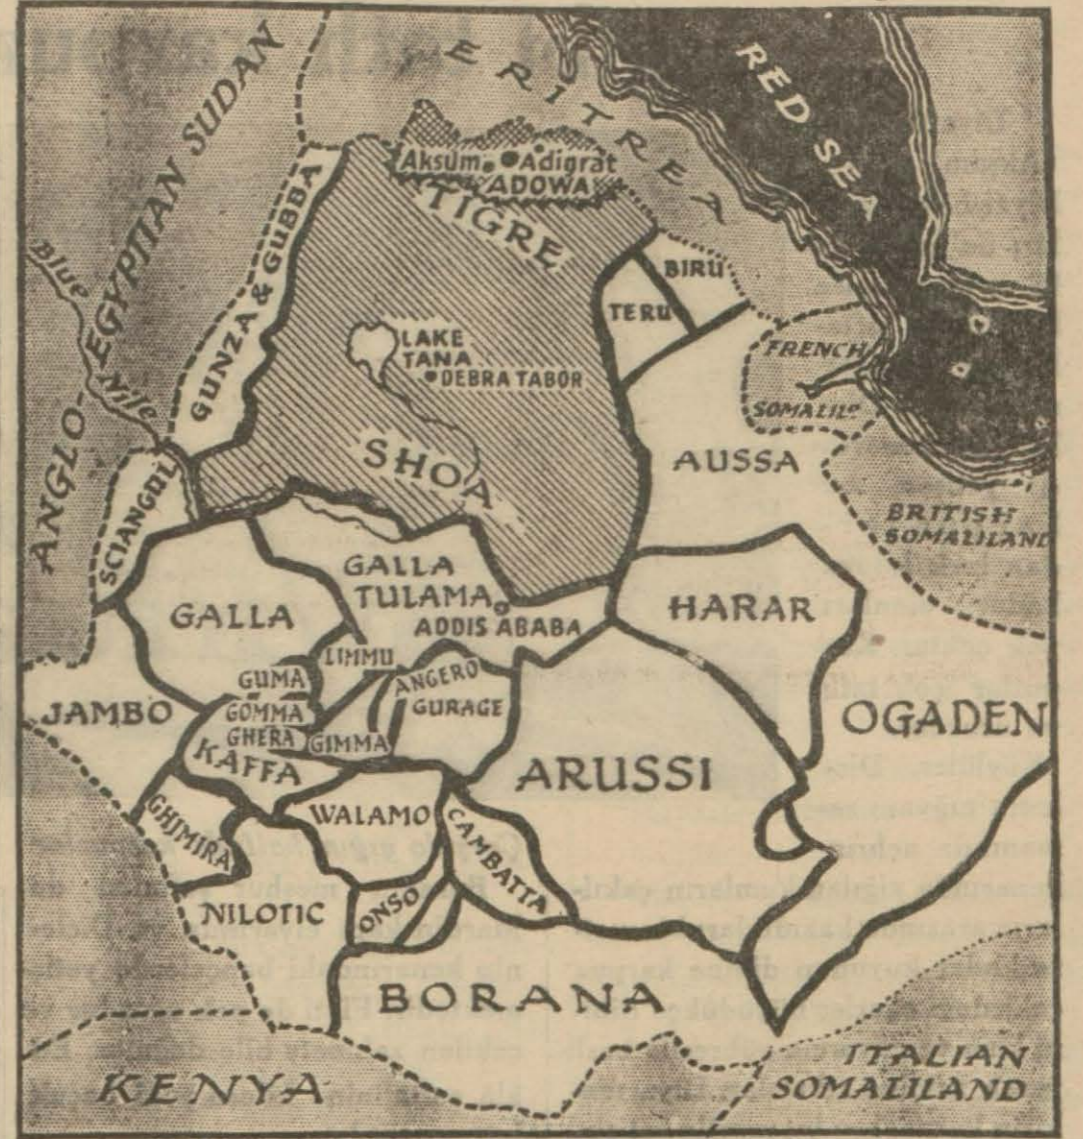 ERITREA
RED SEA
ANGLO-EGYPTIAN SUDAN
Aksum
Adigrat
ADOWA
TIGRE
GUNZA & GUBBA
BIRU
TERU
Blue Nile
LAKE
TANA
DEBRA TABOR
FRENCH
SOMALILD
SHOA
AUSSA
SCIANGUL
BRITISH
SOMALILAND
GALLA
TULAMA
GALLA
ADDIS ABABA
HARAR
LIMMU
GUMA
ANGERO
GURAGE
JAMBO
GOMMA
GHERA
GIMMA
KAFFA
OGADEN
ARUSSI
GHIMIRA
WALAMO
CAMBATTA
NILOTIC
ONSO
BORANA
KENYA
ITALIAN
SOMALILAND